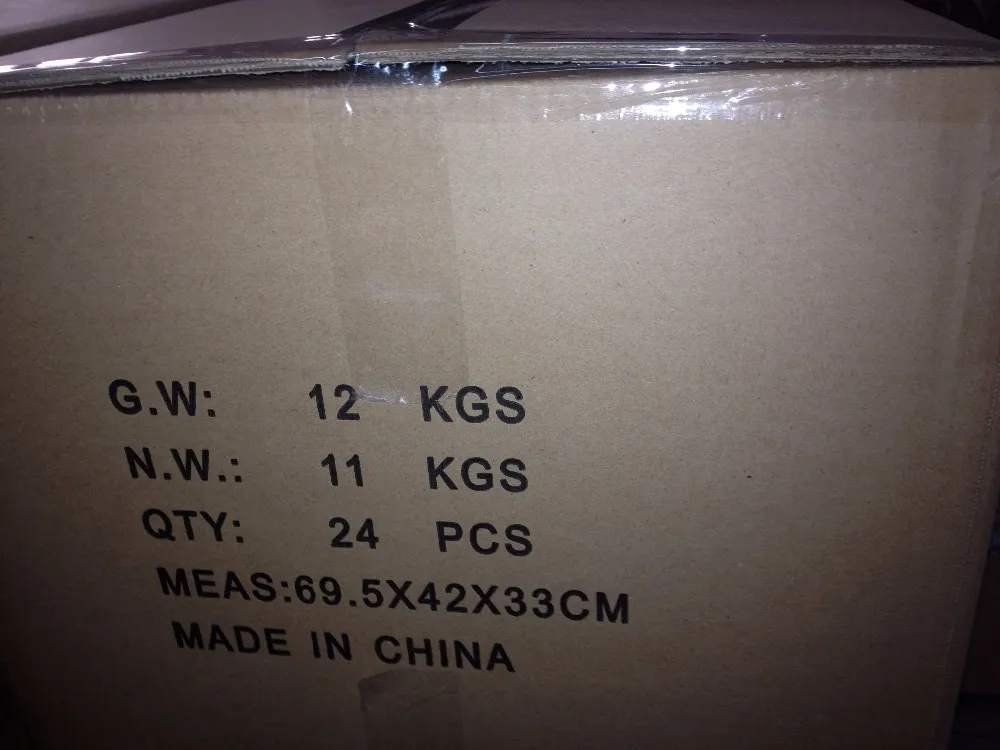 G.W: 12 KGS
N.W.: 11 KGS
QTY: 24 PCS
MEAS:69.5X42X33CM
MADE IN CHINA